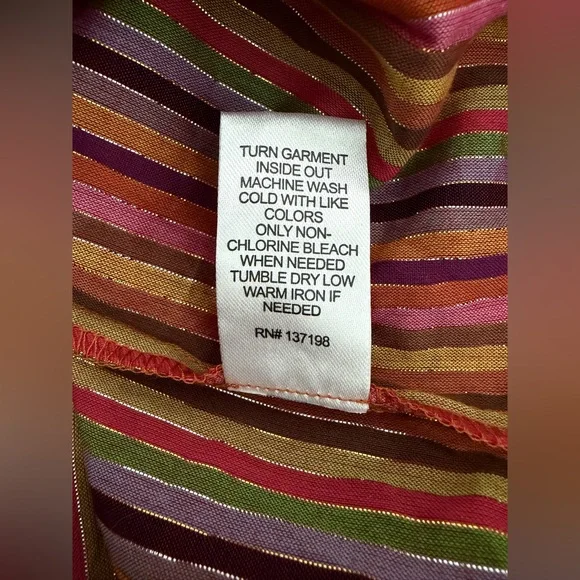 TURN GARMENT
INSIDE OUT
MACHINE WASH
COLD WITH LIKE
COLORS
ONLY NON-
CHLORINE BLEACH
WHEN NEEDED
TUMBLE DRY LOW
WARM IRON IF
NEEDED
RN# 137198